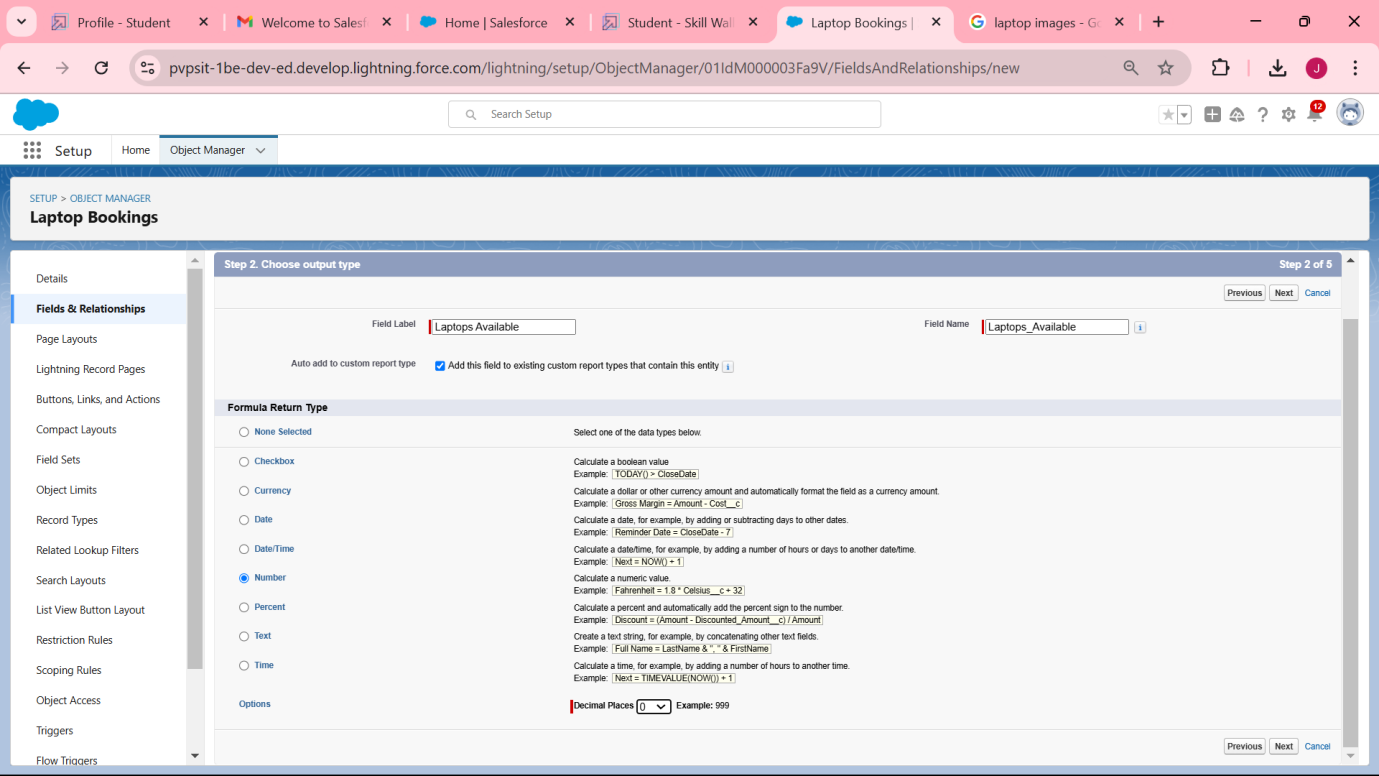 Profile - Student
Welcome to Salesf
Home | Salesforce
Student - Skill Wall
Laptop Bookings |
laptop images - Go
pvpsit-1be-dev-ed.develop.lightning.force.com/lightning/setup/ObjectManager/01IdM000003Fa9V/FieldsAndRelationships/new
J
Search Setup
12
Setup
Home
Object Manager
SETUP > OBJECT MANAGER
Laptop Bookings
Details
Fields & Relationships
Page Layouts
Lightning Record Pages
Buttons, Links, and Actions
Compact Layouts
Field Sets
Object Limits
Record Types
Related Lookup Filters
Search Layouts
List View Button Layout
Restriction Rules
Scoping Rules
Object Access
Triggers
Flow Triggers
Step 2. Choose output type
Step 2 of 5
Previous Next Cancel
Field Label Laptops Available
Field Name Laptops_Available i
Auto add to custom report type Add this field to existing custom report types that contain this entity i
Formula Return Type
None Selected Select one of the data types below.
Checkbox Calculate a boolean value
Example: TODAY() > CloseDate
Currency Calculate a dollar or other currency amount and automatically format the field as a currency amount.
Example: Gross Margin = Amount - Cost__c
Date Calculate a date, for example, by adding or subtracting days to other dates.
Example: Reminder Date = CloseDate - 7
Date/Time Calculate a date/time, for example, by adding a number of hours or days to another date/time.
Example: Next = NOW() + 1
Number Calculate a numeric value.
Example: Fahrenheit = 1.8 * Celsius__c + 32
Percent Calculate a percent and automatically add the percent sign to the number.
Example: Discount = (Amount - Discounted_Amount__c) / Amount
Text Create a text string, for example, by concatenating other text fields.
Example: Full Name = LastName & ", " & FirstName
Time Calculate a time, for example, by adding a number of hours to another time.
Example: Next = TIMEVALUE(NOW()) + 1
Options Decimal Places 0 Example: 999
Previous Next Cancel